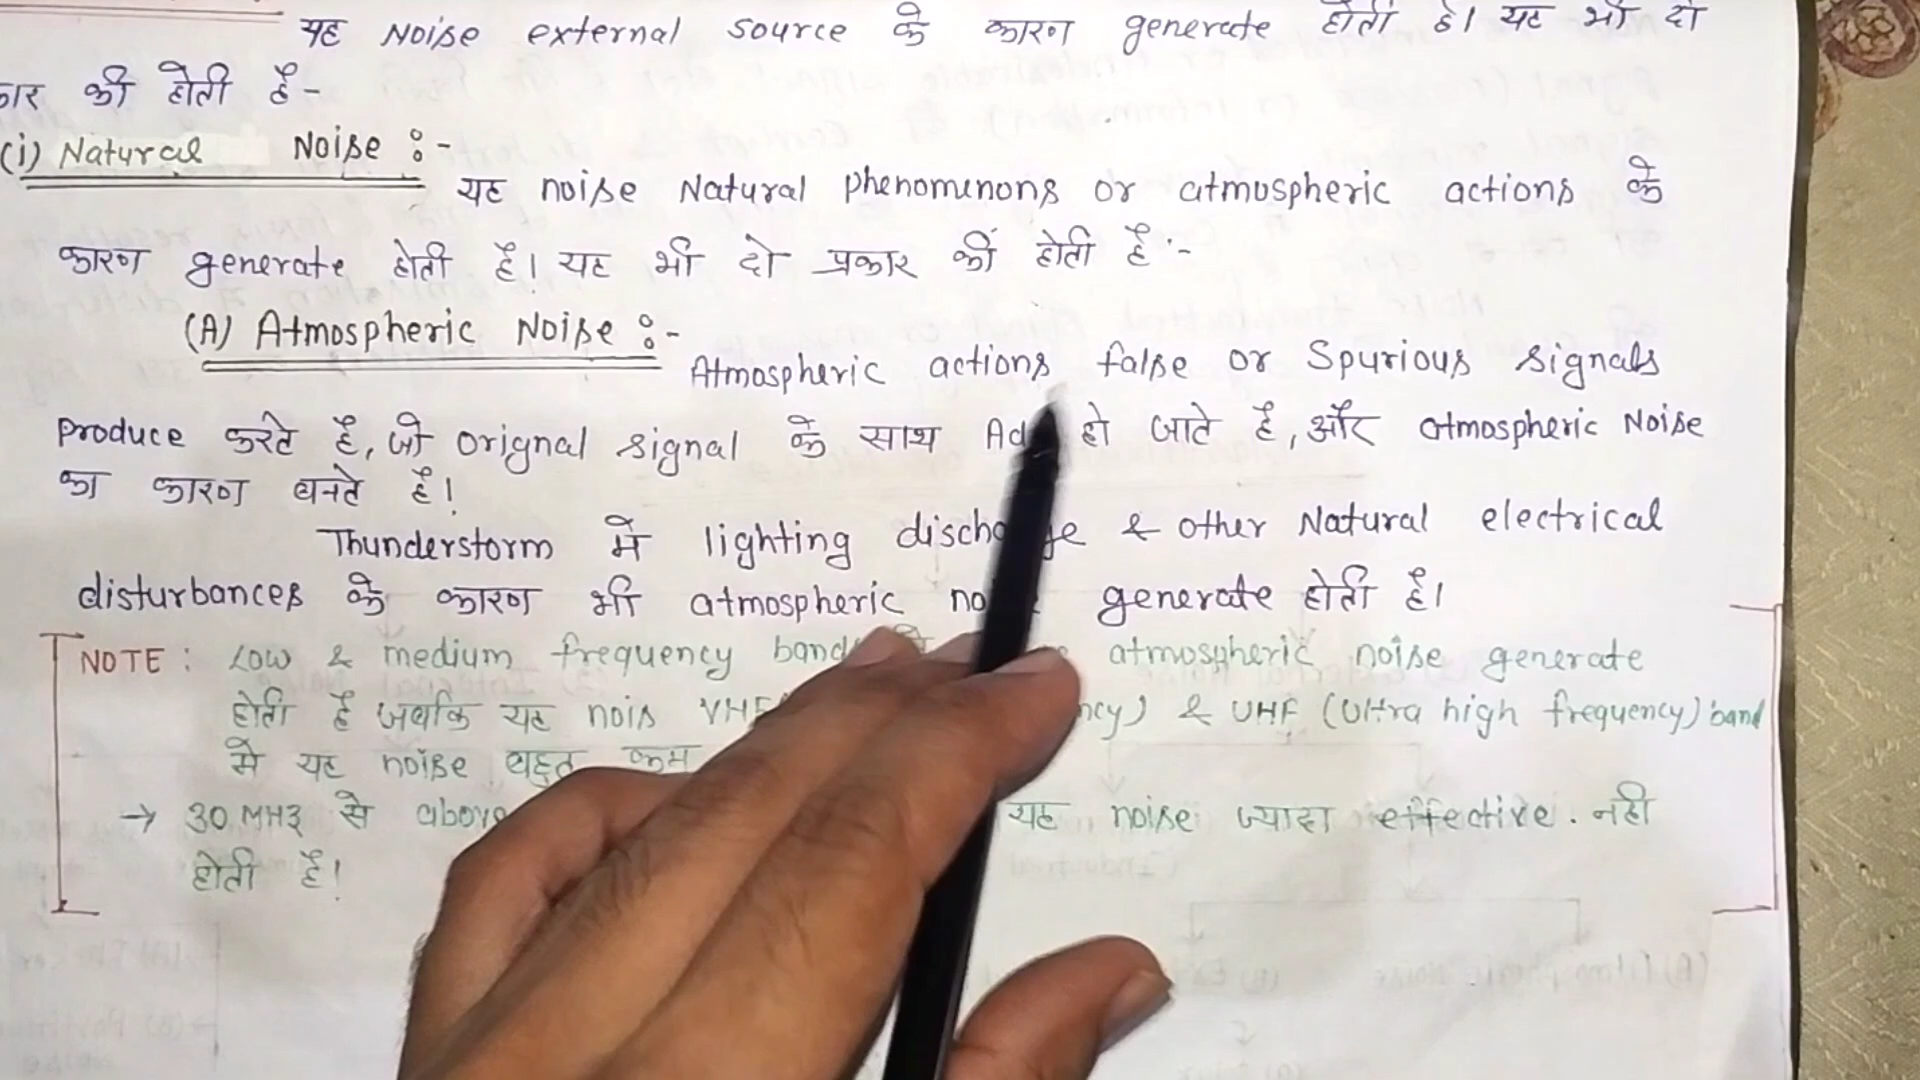 यह Noise external source के कारण generate होती है। यह भी दो
कार की होती है-
(i) Natural Noise :-
यह noise Natural phenomenons or atmospheric actions के
कारण generate होती है। यह भी दो प्रकार की होती है :-
(A) Atmospheric Noise :-
Atmospheric actions false or Spurious signals
produce करते है, जो orignal signal के साथ Ad हो जाते है, और atmospheric Noise
का कारण बनते है।
Thunderstorm मे lighting & other Natural electrical
disturbances के कारण भी atmospheric generate होती है।
NOTE : Low & medium frequency band atmospheric noise generate
होती है जबकि यह nois VHF & UHF (Ultra high frequency) band
मे यह noise बहुत कम
→ 30 MHz से above यह noise ज्यादा effective. नही
होती है।